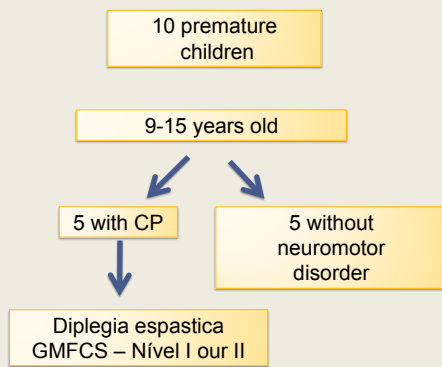 10 premature
children
9-15 years old
5 with CP
5 without
neuromotor
disorder
Diplegia espastica
GMFCS – Nível I our II